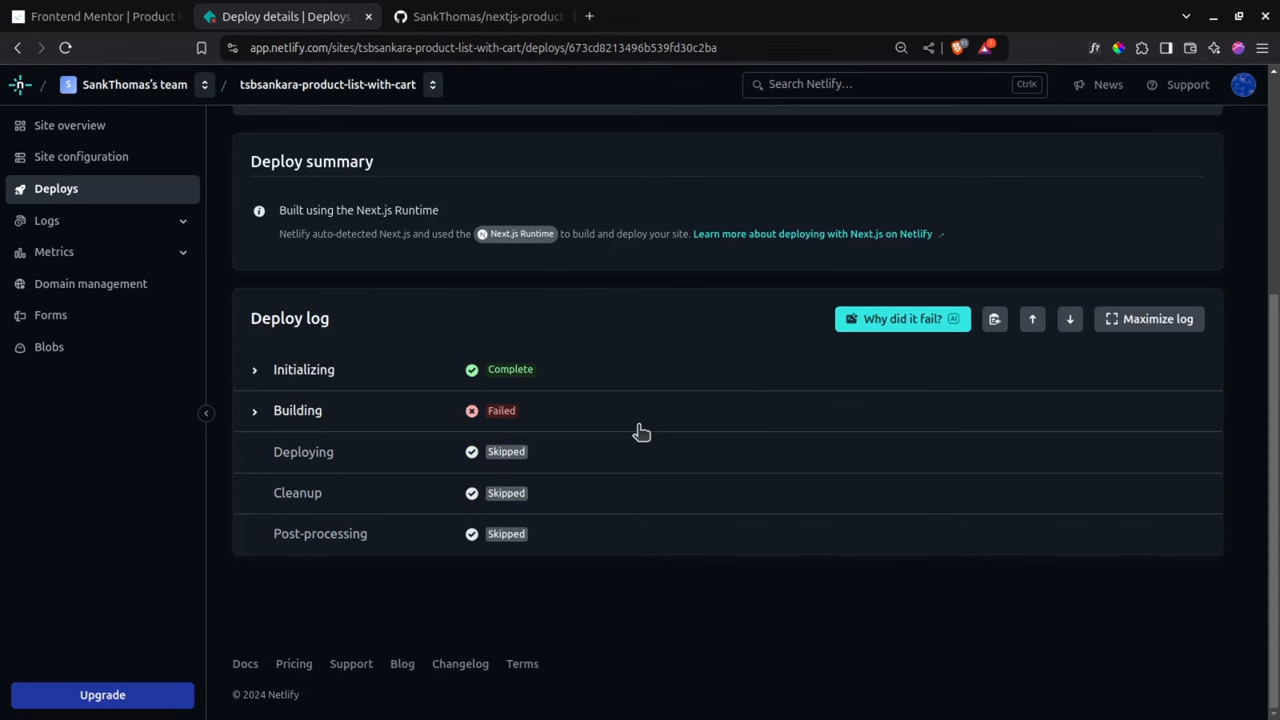 Frontend Mentor | Product l
Deploy details | Deploys
SankThomas/nextjs-product
app.netlify.com/sites/tsbsankara-product-list-with-cart/deploys/673cd8213496b539fd30c2ba
S SankThomas's team / tsbsankara-product-list-with-cart
Search Netlify… Ctrl K
News
Support
Site overview
Site configuration
Deploys
Logs
Metrics
Domain management
Forms
Blobs
Upgrade
Deploy summary
Built using the Next.js Runtime
Netlify auto-detected Next.js and used the Next.js Runtime to build and deploy your site. Learn more about deploying with Next.js on Netlify
Deploy log
Why did it fail? AI
Maximize log
Initializing Complete
Building Failed
Deploying Skipped
Cleanup Skipped
Post-processing Skipped
Docs Pricing Support Blog Changelog Terms
© 2024 Netlify